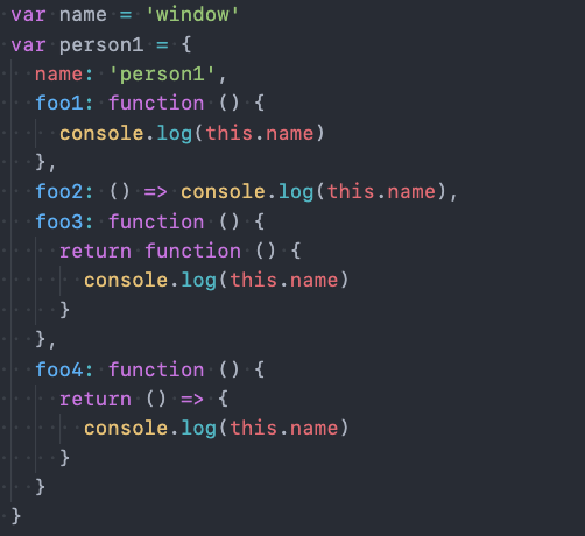 var name = 'window'
var person1 = {
  name: 'person1',
  foo1: function () {
    console.log(this.name)
  },
  foo2: () => console.log(this.name),
  foo3: function () {
    return function () {
      console.log(this.name)
    }
  },
  foo4: function () {
    return () => {
      console.log(this.name)
    }
  }
}